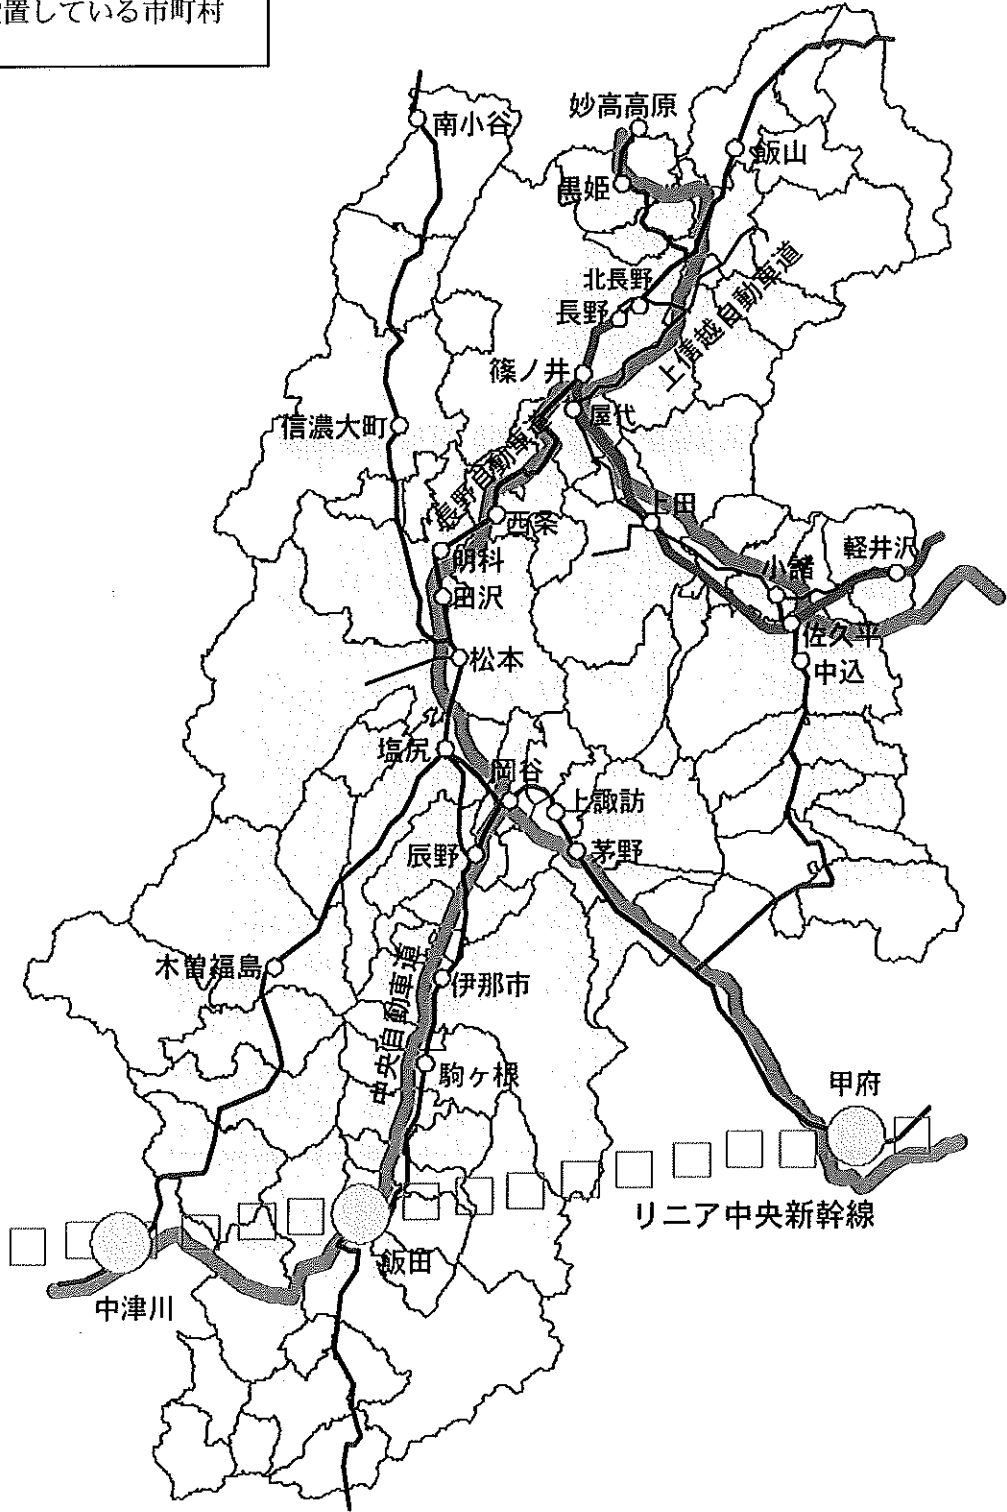 置している市町村
妙高高原
南小谷
飯山
黒姫
北長野
長野
上信越自動車道
篠ノ井
屋代
信濃大町
長野自動車道
上田
西条
軽井沢
明科
小諸
田沢
佐久平
松本
中込
塩尻
岡谷
上諏訪
辰野
茅野
木曽福島
中央自動車道
伊那市
駒ヶ根
甲府
リニア中央新幹線
飯田
中津川